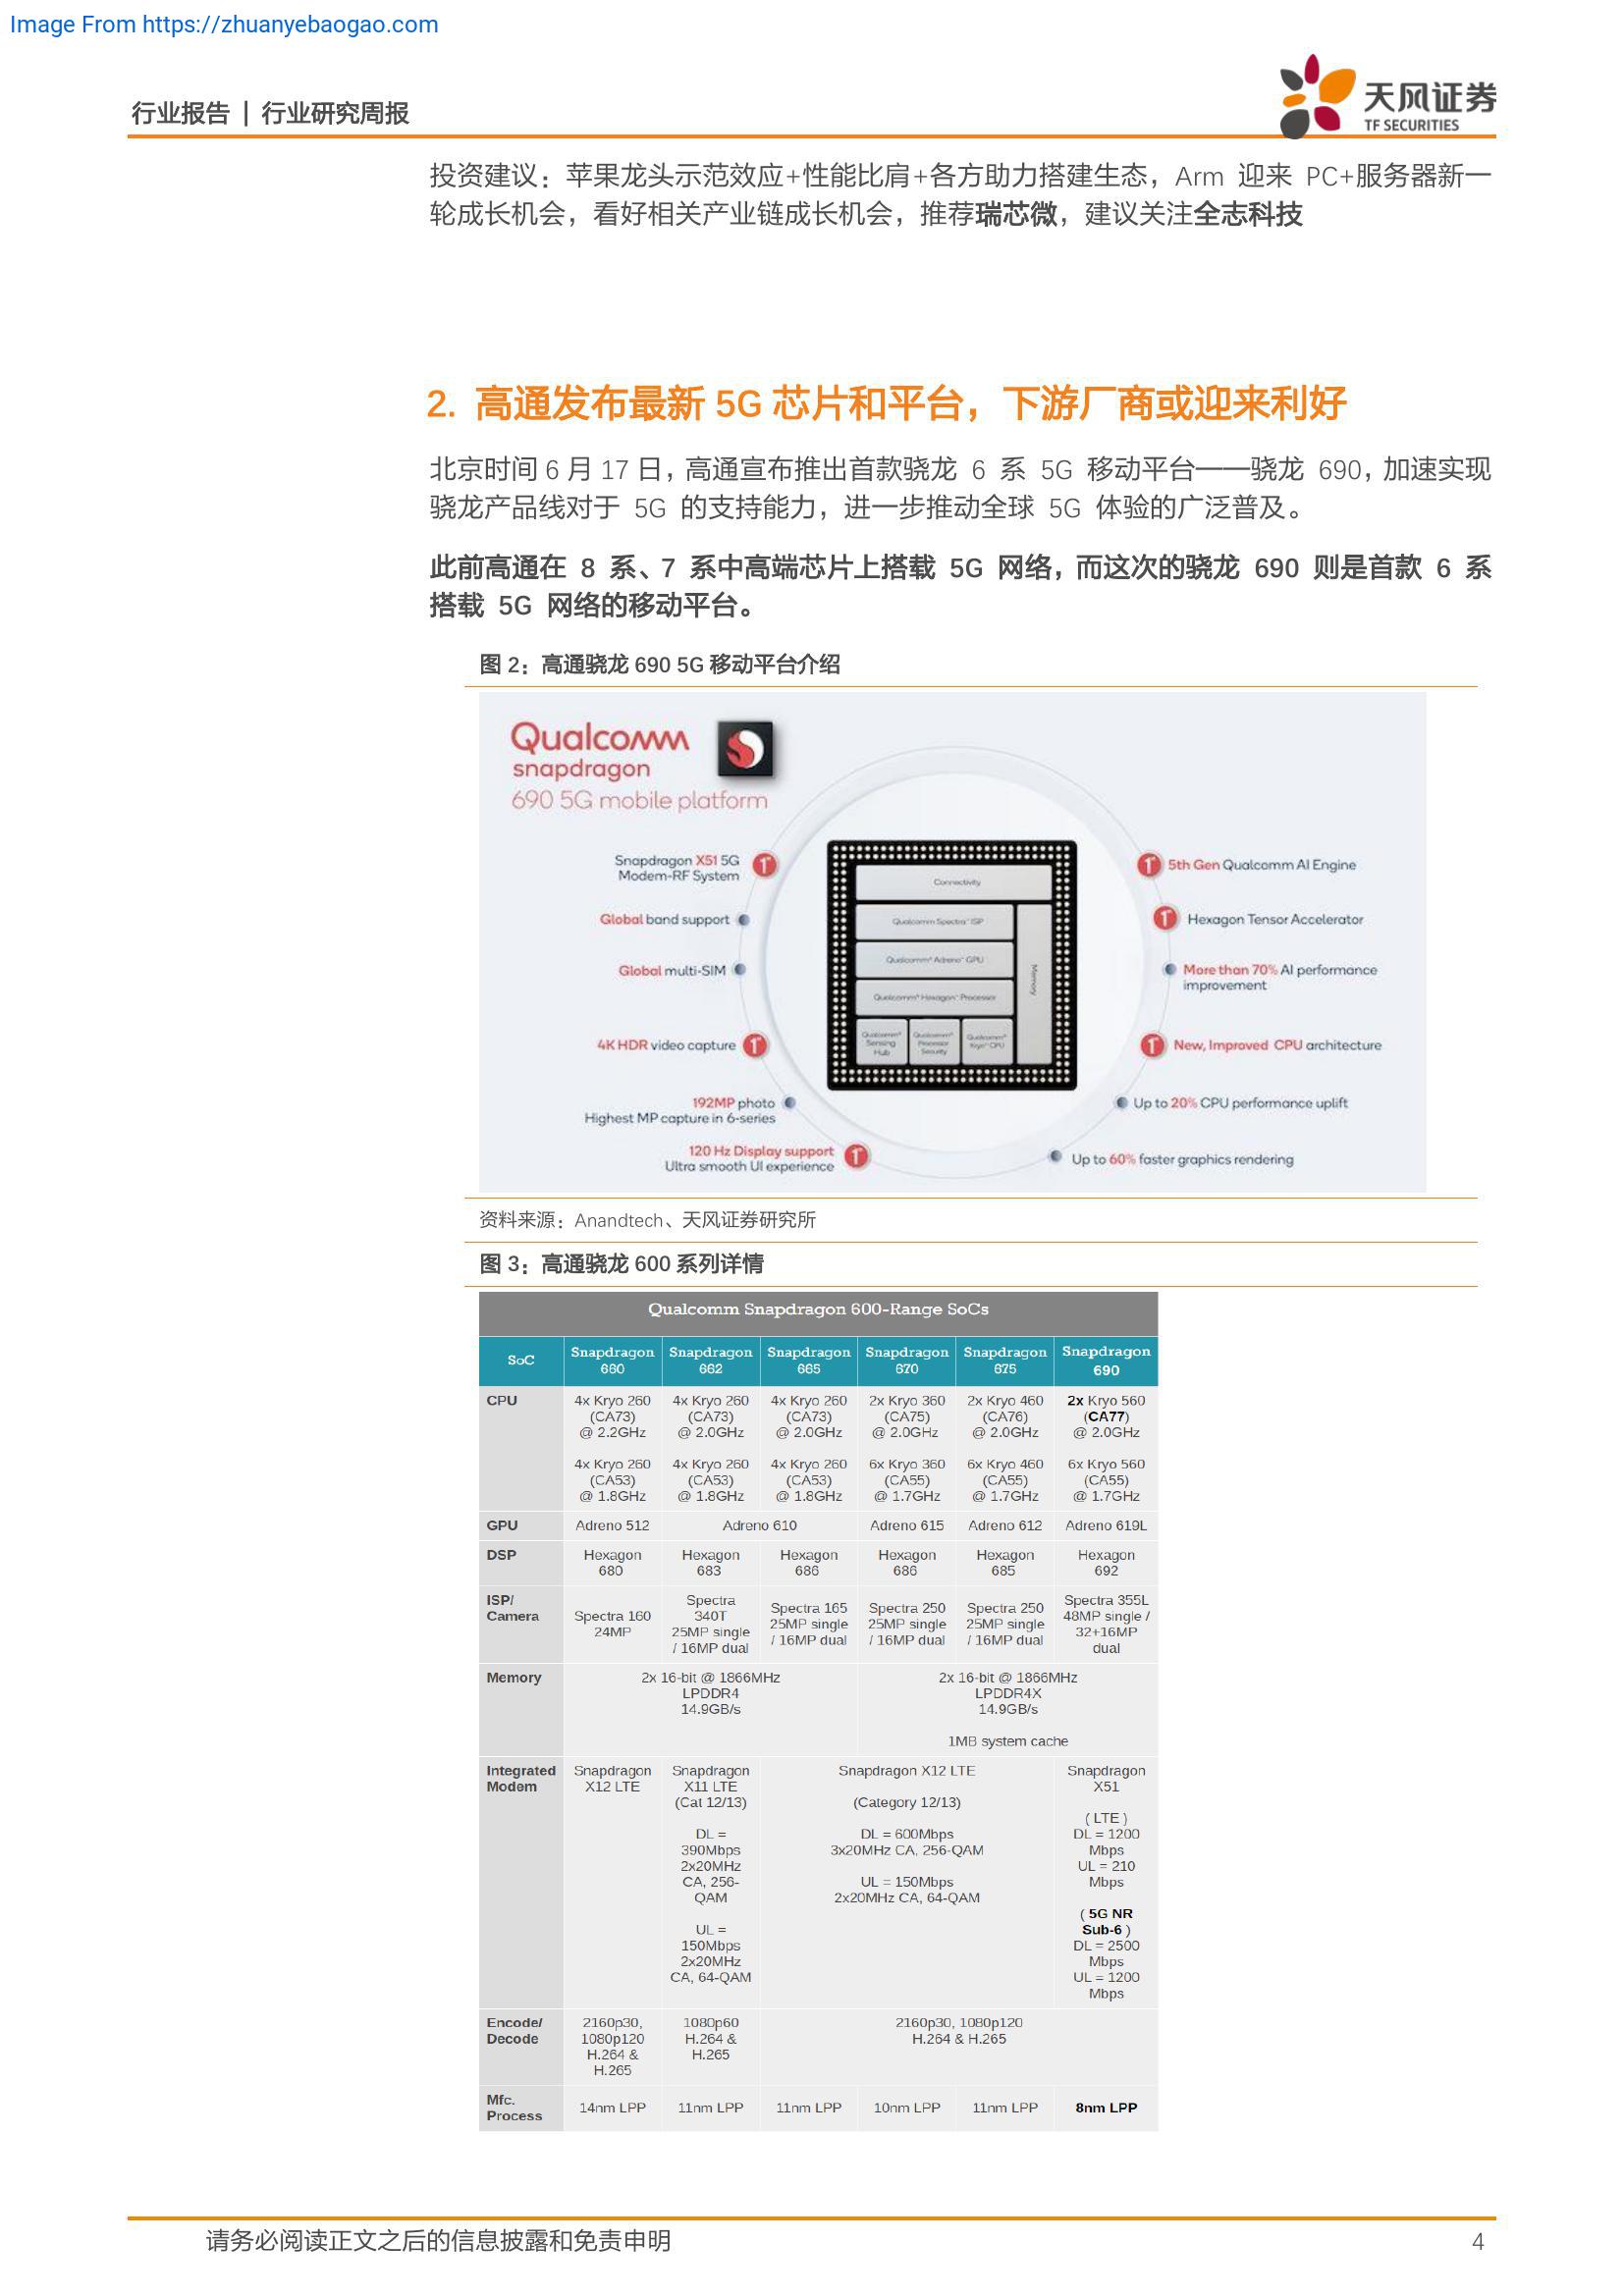 Image From https://zhuanyebaogao.com
行业报告 | 行业研究周报
天风证券
TF SECURITIES
投资建议：苹果龙头示范效应+性能比肩+各方助力搭建生态，Arm 迎来 PC+服务器新一
轮成长机会，看好相关产业链成长机会，推荐瑞芯微，建议关注全志科技
2. 高通发布最新 5G 芯片和平台，下游厂商或迎来利好
北京时间 6 月 17 日，高通宣布推出首款骁龙 6 系 5G 移动平台——骁龙 690，加速实现
骁龙产品线对于 5G 的支持能力，进一步推动全球 5G 体验的广泛普及。
此前高通在 8 系、7 系中高端芯片上搭载 5G 网络，而这次的骁龙 690 则是首款 6 系
搭载 5G 网络的移动平台。
图 2：高通骁龙 690 5G 移动平台介绍
Qualcomm
snapdragon
690 5G mobile platform
Snapdragon X51 5G
Modem-RF System
Global band support
Global multi-SIM
4K HDR video capture
192MP photo
Highest MP capture in 6-series
120 Hz Display support
Ultra smooth UI experience
Connectivity
Qualcomm Spectra™ ISP
Qualcomm® Adreno™ GPU
Qualcomm® Hexagon™ Processor
Memory
Qualcomm®
Sensing
Hub
Qualcomm®
Processor
Security
Qualcomm®
Kryo™ CPU
5th Gen Qualcomm AI Engine
Hexagon Tensor Accelerator
More than 70% AI performance
improvement
New, Improved CPU architecture
Up to 20% CPU performance uplift
Up to 60% faster graphics rendering
资料来源：Anandtech、天风证券研究所
图 3：高通骁龙 600 系列详情
Qualcomm Snapdragon 600-Range SoCs
SoC Snapdragon Snapdragon Snapdragon Snapdragon Snapdragon Snapdragon
660 662 665 670 675 690
CPU 4x Kryo 260 4x Kryo 260 4x Kryo 260 2x Kryo 360 2x Kryo 460 2x Kryo 560
(CA73) (CA73) (CA73) (CA75) (CA76) (CA77)
@ 2.2GHz @ 2.0GHz @ 2.0GHz @ 2.0GHz @ 2.0GHz @ 2.0GHz
4x Kryo 260 4x Kryo 260 4x Kryo 260 6x Kryo 360 6x Kryo 460 6x Kryo 560
(CA53) (CA53) (CA53) (CA55) (CA55) (CA55)
@ 1.8GHz @ 1.8GHz @ 1.8GHz @ 1.7GHz @ 1.7GHz @ 1.7GHz
GPU Adreno 512 Adreno 610 Adreno 615 Adreno 612 Adreno 619L
DSP Hexagon Hexagon Hexagon Hexagon Hexagon Hexagon
680 683 686 686 685 692
ISP/
Camera
Spectra 160
24MP
Spectra
340T
25MP single
/ 16MP dual
Spectra 165
25MP single
/ 16MP dual
Spectra 250
25MP single
/ 16MP dual
Spectra 250
25MP single
/ 16MP dual
Spectra 355L
48MP single /
32+16MP
dual
Memory
2x 16-bit @ 1866MHz
LPDDR4
14.9GB/s
2x 16-bit @ 1866MHz
LPDDR4X
14.9GB/s
1MB system cache
Integrated
Modem
Snapdragon
X12 LTE
Snapdragon
X11 LTE
(Cat 12/13)
DL =
390Mbps
2x20MHz
CA, 256-
QAM
UL =
150Mbps
2x20MHz
CA, 64-QAM
Snapdragon X12 LTE
(Category 12/13)
DL = 600Mbps
3x20MHz CA, 256-QAM
UL = 150Mbps
2x20MHz CA, 64-QAM
Snapdragon
X51
( LTE )
DL = 1200
Mbps
UL = 210
Mbps
( 5G NR
Sub-6 )
DL = 2500
Mbps
UL = 1200
Mbps
Encode/
Decode
2160p30,
1080p120
H.264 &
H.265
1080p60
H.264 &
H.265
2160p30, 1080p120
H.264 & H.265
Mfc.
Process
14nm LPP 11nm LPP 11nm LPP 10nm LPP 11nm LPP 8nm LPP
请务必阅读正文之后的信息披露和免责申明
4